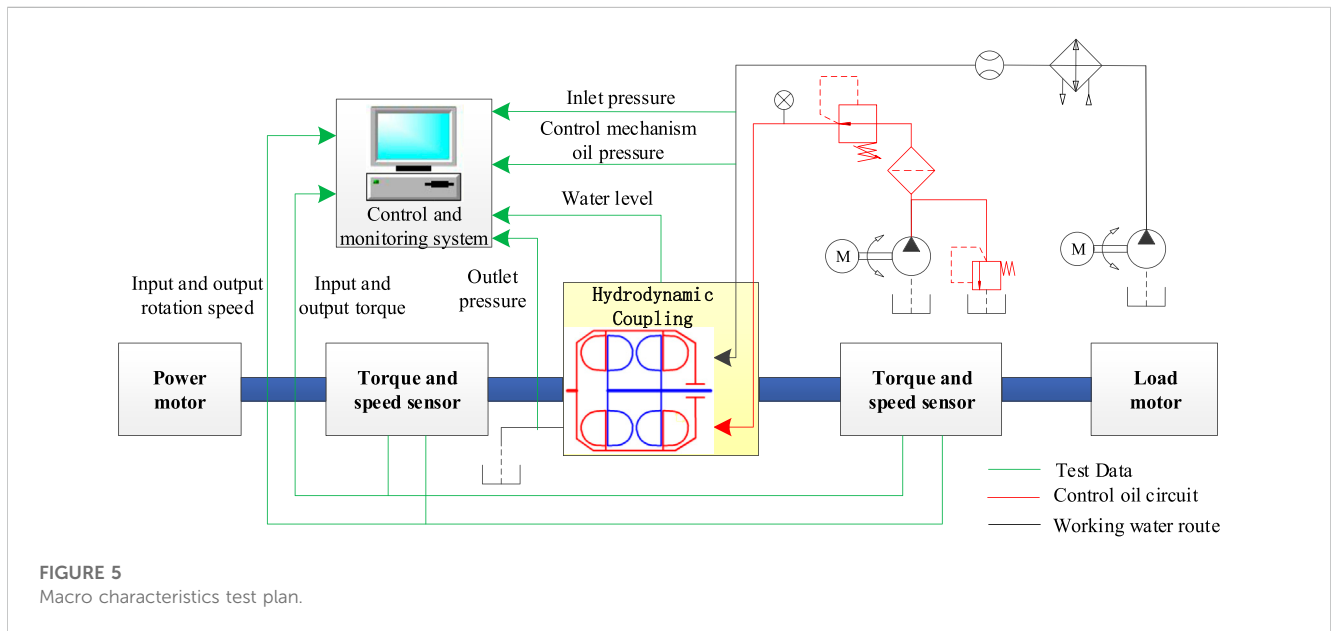 Inlet pressure
Control mechanism
oil pressure
Water level
Control and
monitoring system
Input and output
rotation speed
Input and
output torque
Outlet
pressure
Hydrodynamic
Coupling
M
M
Power
motor
Torque and
speed sensor
Torque and
speed sensor
Load
motor
Test Data
Control oil circuit
Working water route
FIGURE 5
Macro characteristics test plan.